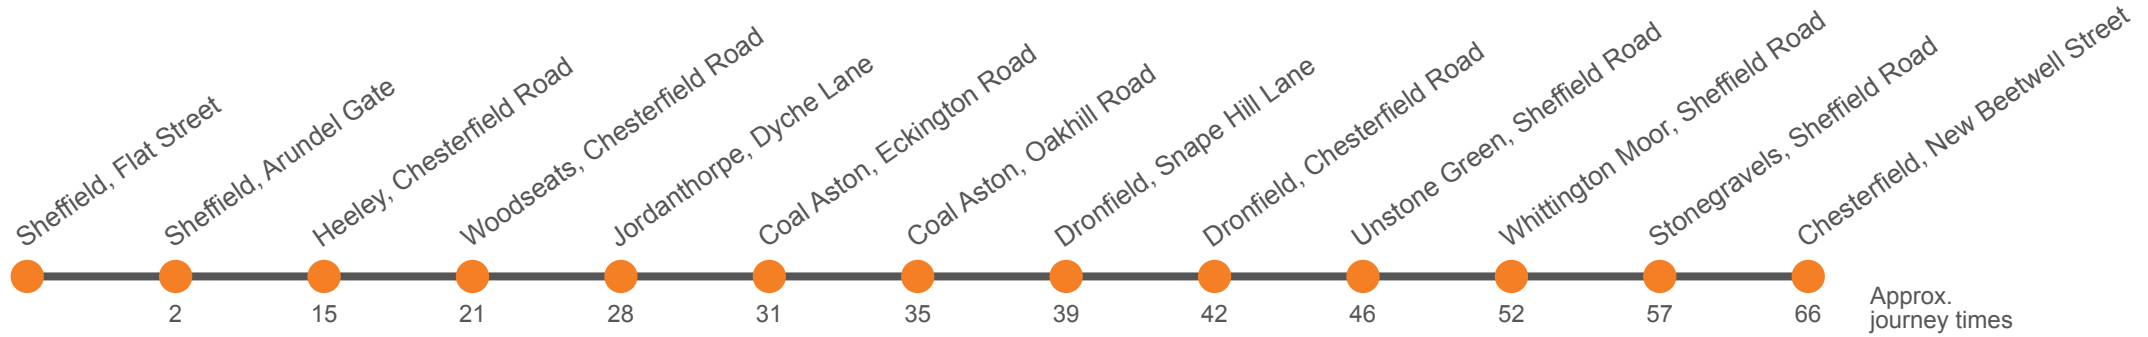 Sheffield, Flat Street
Sheffield, Arundel Gate
Heeley, Chesterfield Road
Woodseats, Chesterfield Road
Jordanthorpe, Dyche Lane
Coal Aston, Eckington Road
Coal Aston, Oakhill Road
Dronfield, Snape Hill Lane
Dronfield, Chesterfield Road
Unstone Green, Sheffield Road
Whittington Moor, Sheffield Road
Stonegravels, Sheffield Road
Chesterfield, New Beetwell Street
2 15 21 28 31 35 39 42 46 52 57 66
Approx.
journey times